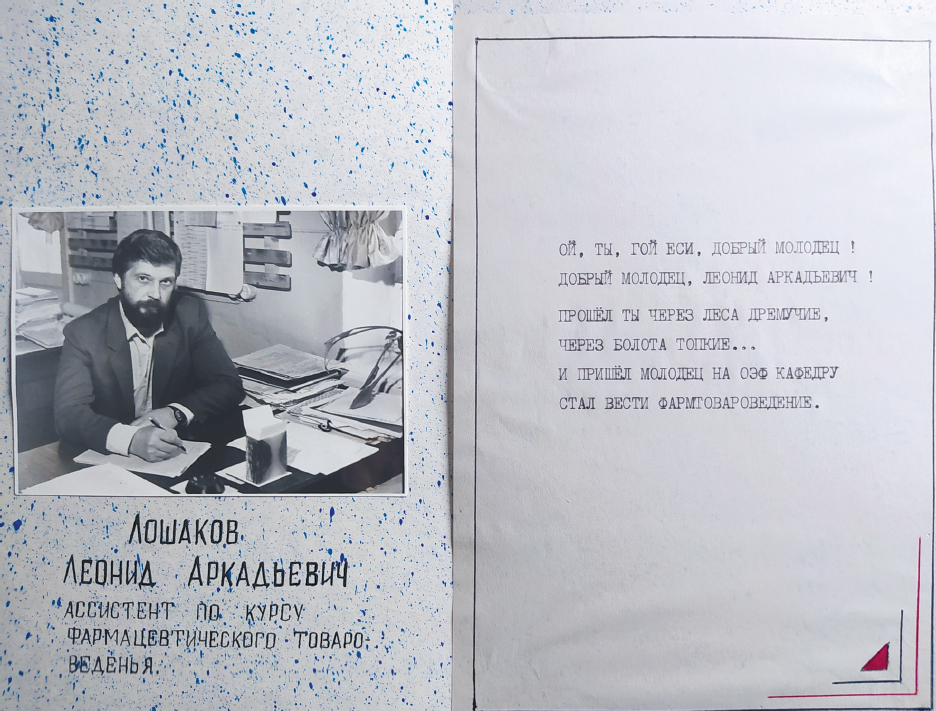 Лошаков
Леонид Аркадьевич
ассистент по курсу
фармацевтического товаро-
веденья
ОЙ, ТЫ, ГОЙ ЕСИ, ДОБРЫЙ МОЛОДЕЦ !
ДОБРЫЙ МОЛОДЕЦ, ЛЕОНИД АРКАДЬЕВИЧ !
ПРОШЁЛ ТЫ ЧЕРЕЗ ЛЕСА ДРЕМУЧИЕ,
ЧЕРЕЗ БОЛОТА ТОПКИЕ...
И ПРИШЁЛ МОЛОДЕЦ НА ОЭФ КАФЕДРУ
СТАЛ ВЕСТИ ФАРМТОВАРОВЕДЕНИЕ.